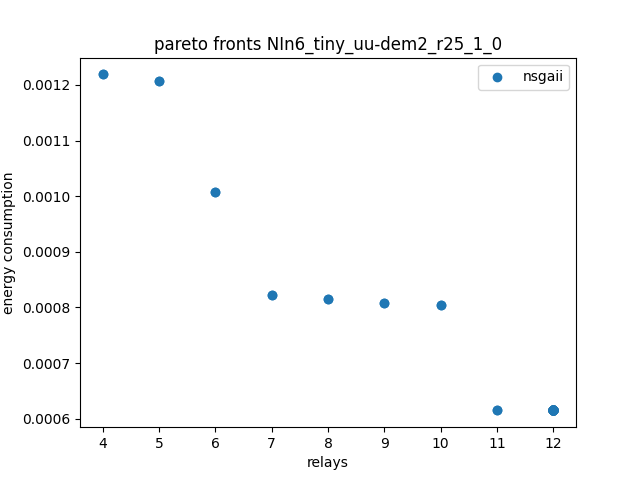 pareto fronts NIn6_tiny_uu-dem2_r25_1_0
nsgaii
0.0012
0.0011
0.0010
0.0009
0.0008
0.0007
0.0006
energy consumption
4 5 6 7 8 9 10 11 12
relays